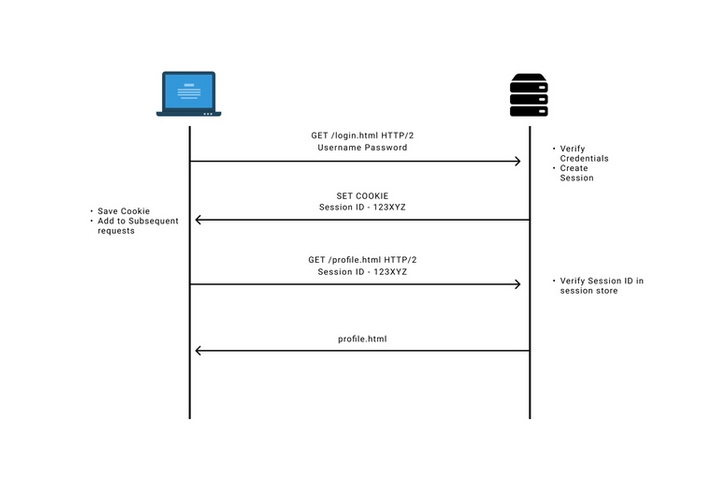 GET /login.html HTTP/2
Username Password
• Verify
Credentials
• Create
Session
SET COOKIE
Session ID - 123XYZ
• Save Cookie
• Add to Subsequent
requests
GET /profile.html HTTP/2
Session ID - 123XYZ
• Verify Session ID in
session store
profile.html